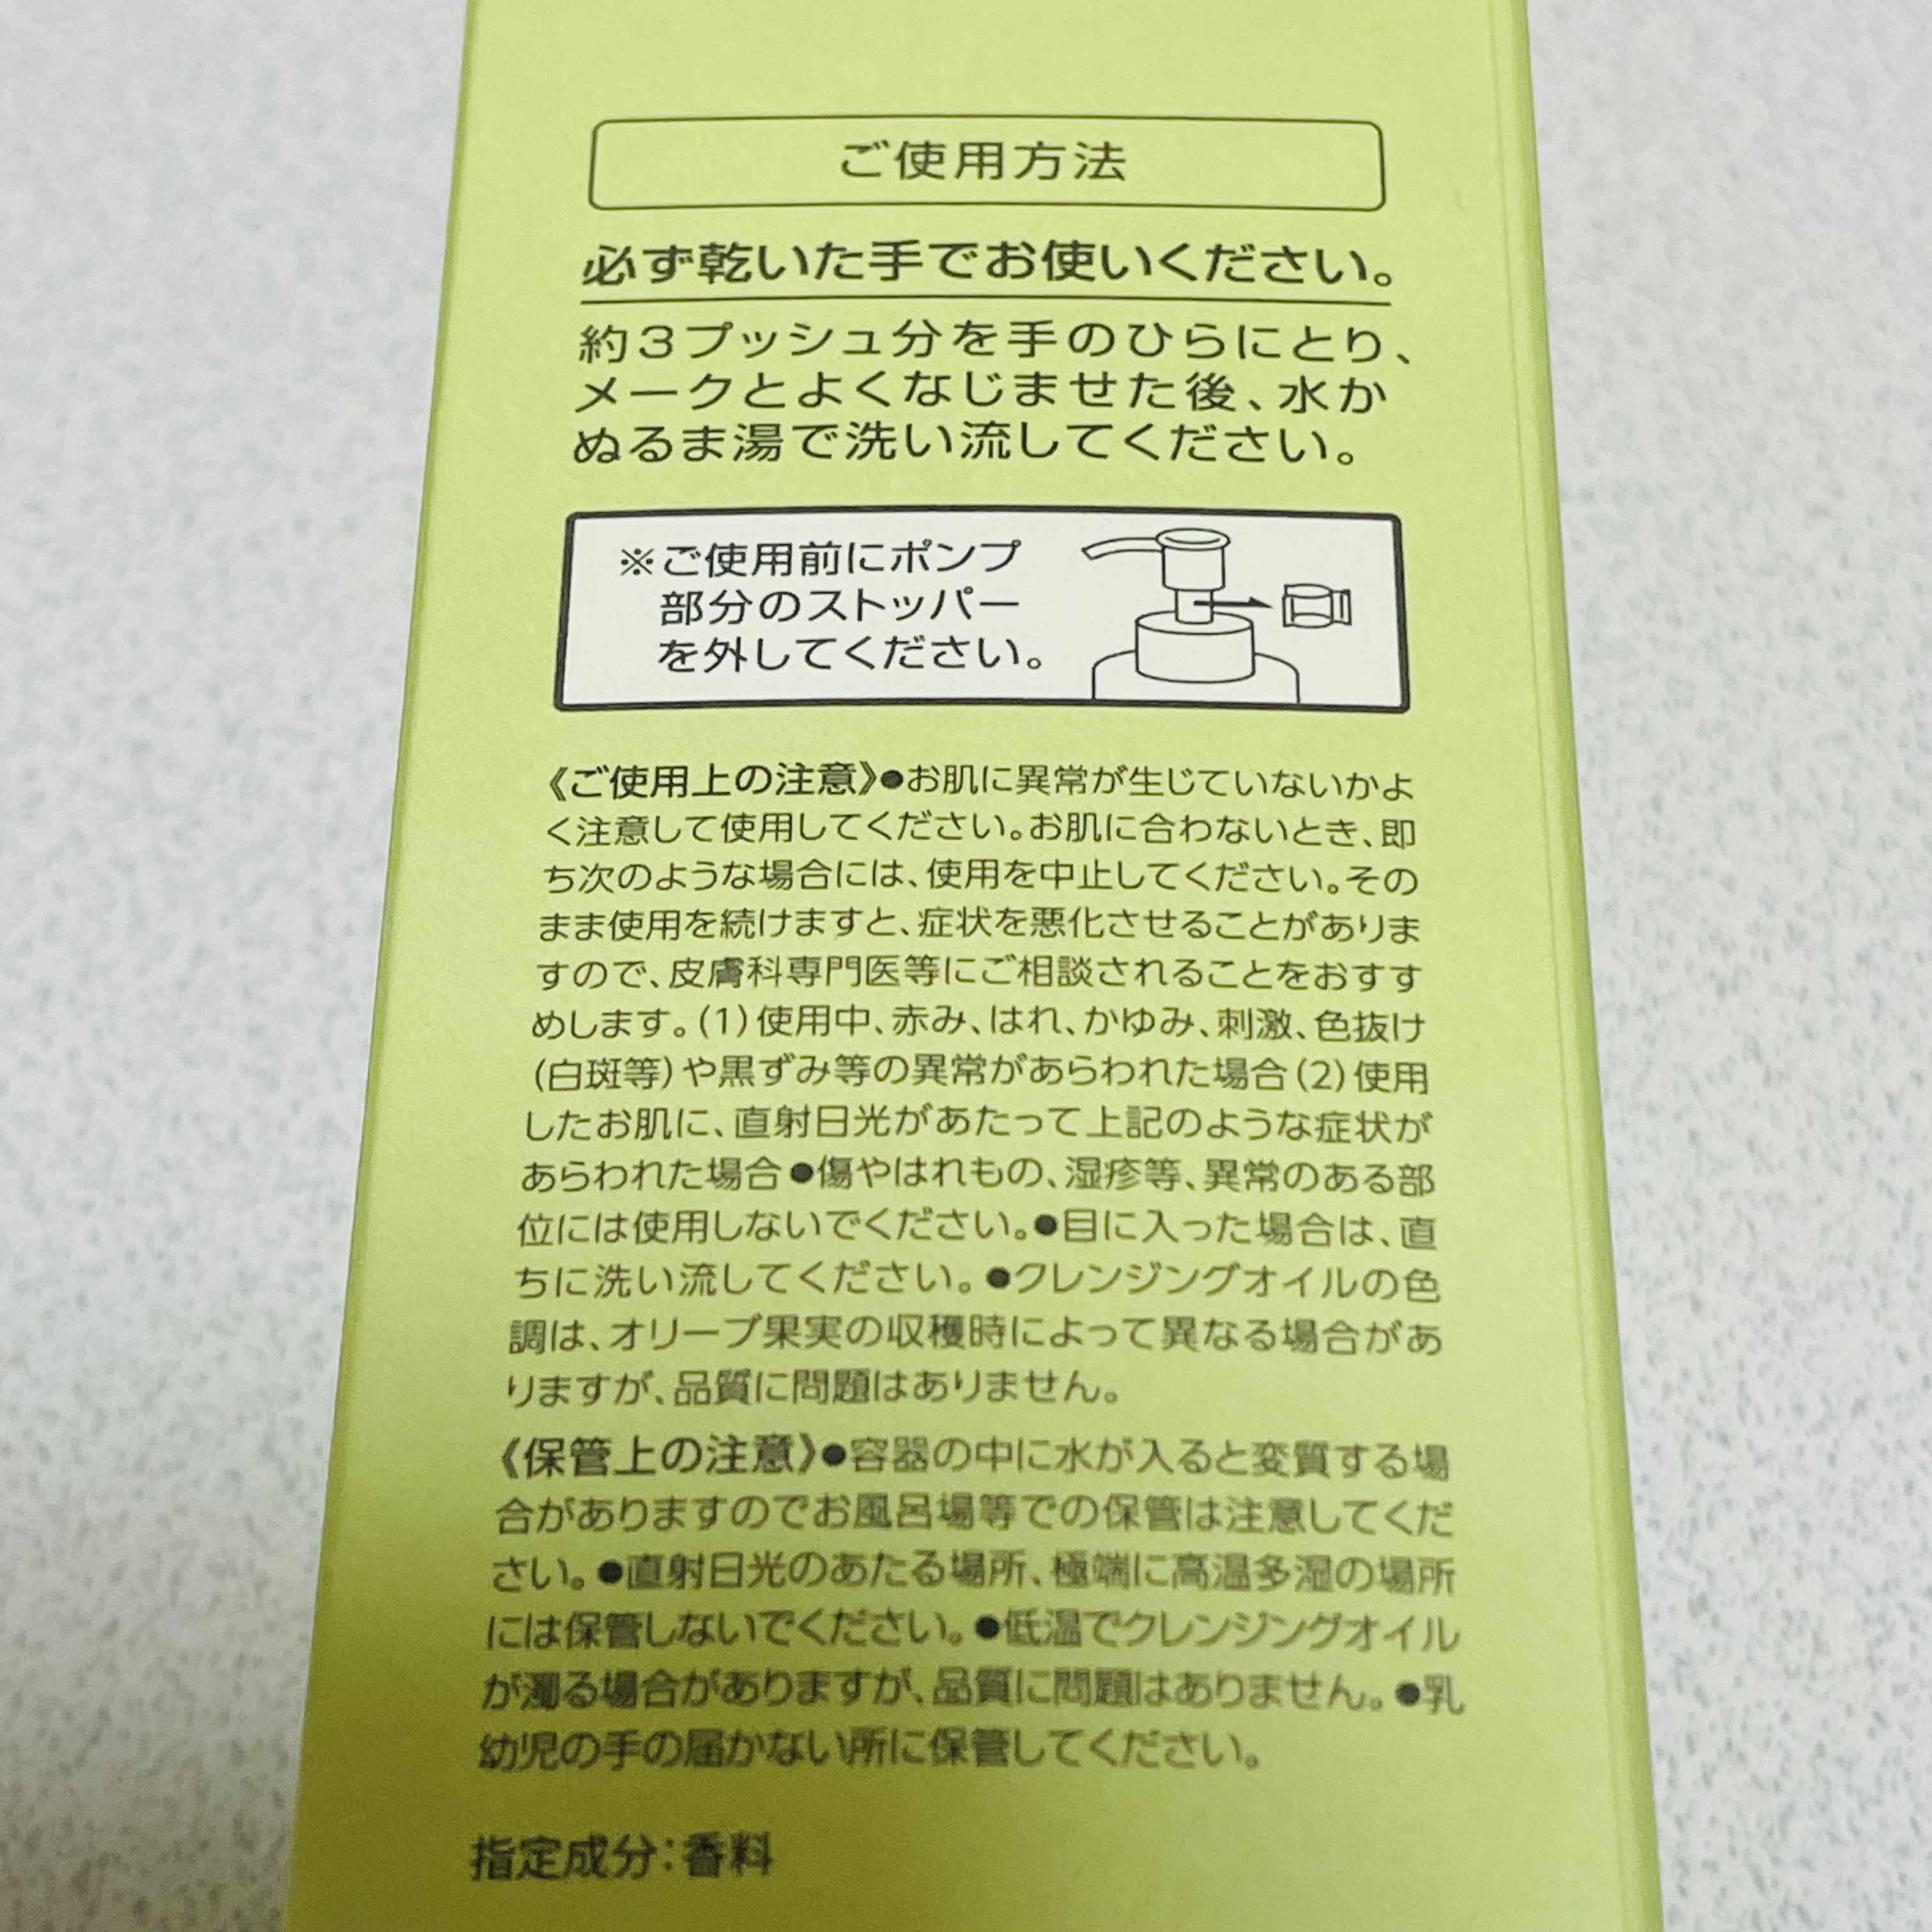 ご使用方法
必ず乾いた手でお使いください。
約3プッシュ分を手のひらにとり、
メークとよくなじませた後、水か
ぬるま湯で洗い流してください。
※ご使用前にポンプ
部分のストッパー
を外してください。
《ご使用上の注意》●お肌に異常が生じていないかよ
く注意して使用してください。お肌に合わないとき、即
ち次のような場合には、使用を中止してください。その
まま使用を続けますと、症状を悪化させることがありま
すので、皮膚科専門医等にご相談されることをおすす
めします。(1)使用中、赤み、はれ、かゆみ、刺激、色抜け
(白斑等)や黒ずみ等の異常があらわれた場合(2)使用
したお肌に、直射日光があたって上記のような症状が
あらわれた場合●傷やはれもの、湿疹等、異常のある部
位には使用しないでください。●目に入った場合は、直
ちに洗い流してください。●クレンジングオイルの色
調は、オリーブ果実の収穫時によって異なる場合があ
りますが、品質に問題はありません。
《保管上の注意》●容器の中に水が入ると変質する場
合がありますのでお風呂場等での保管は注意してくだ
さい。●直射日光のあたる場所、極端に高温多湿の場所
には保管しないでください。●低温でクレンジングオイル
が濁る場合がありますが、品質に問題はありません。●乳
幼児の手の届かない所に保管してください。
指定成分：香料